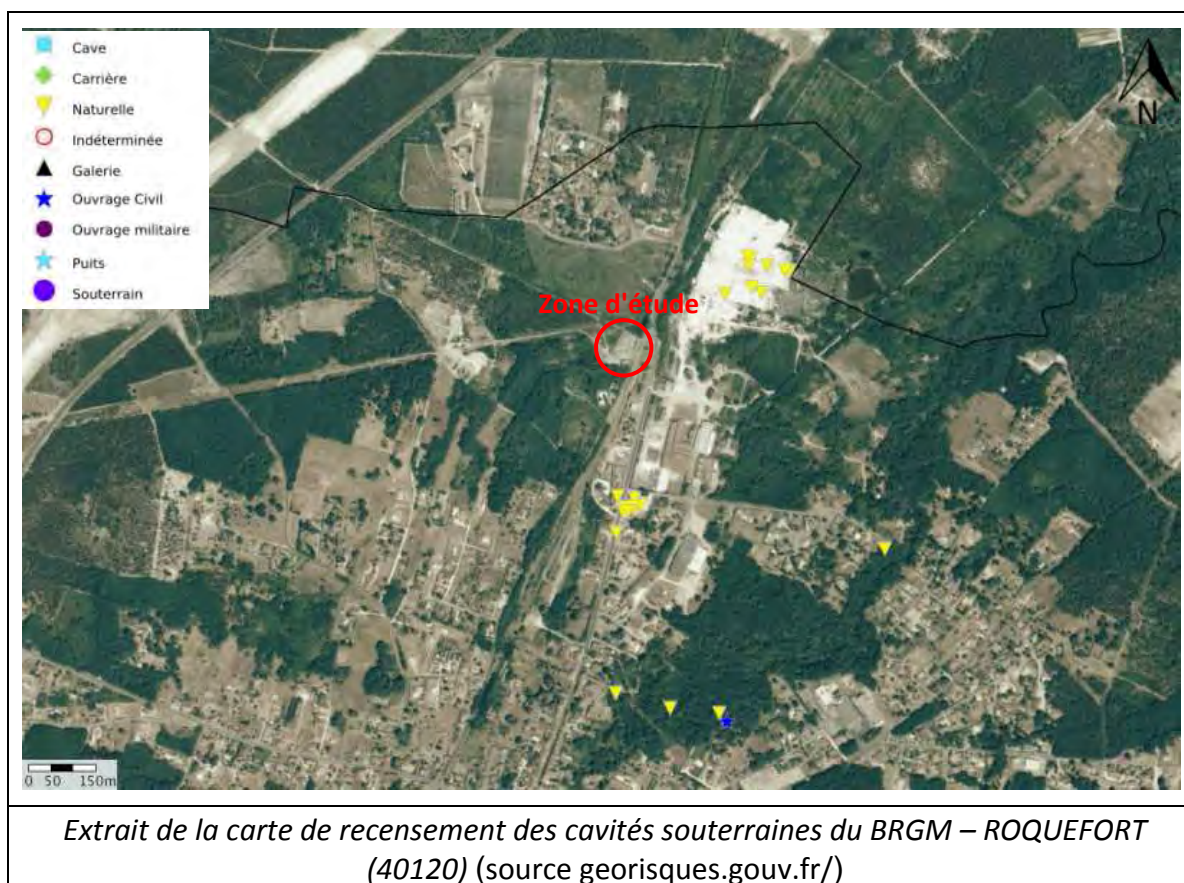 Cave
Carrière
Naturelle
Indéterminée
Galerie
Ouvrage Civil
Ouvrage militaire
Puits
Souterrain
N
Zone d'étude
0 50 150m
Extrait de la carte de recensement des cavités souterraines du BRGM – ROQUEFORT
(40120) (source georisques.gouv.fr/)